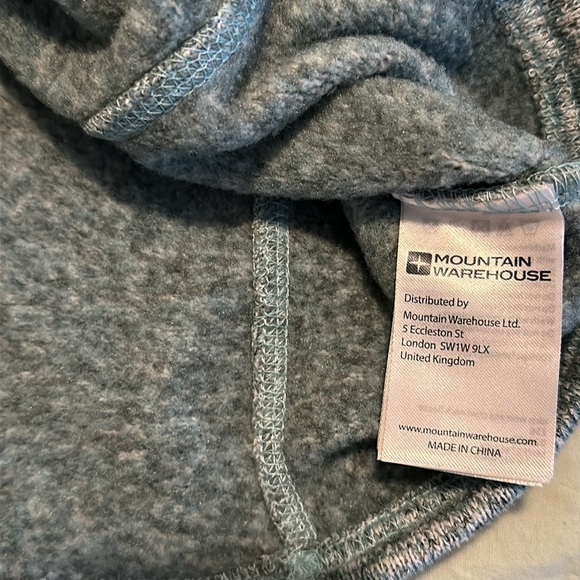 MOUNTAIN
WAREHOUSE
Distributed by
Mountain Warehouse Ltd.
5 Eccleston St
London SW1W 9LX
United Kingdom
www.mountainwarehouse.com
MADE IN CHINA